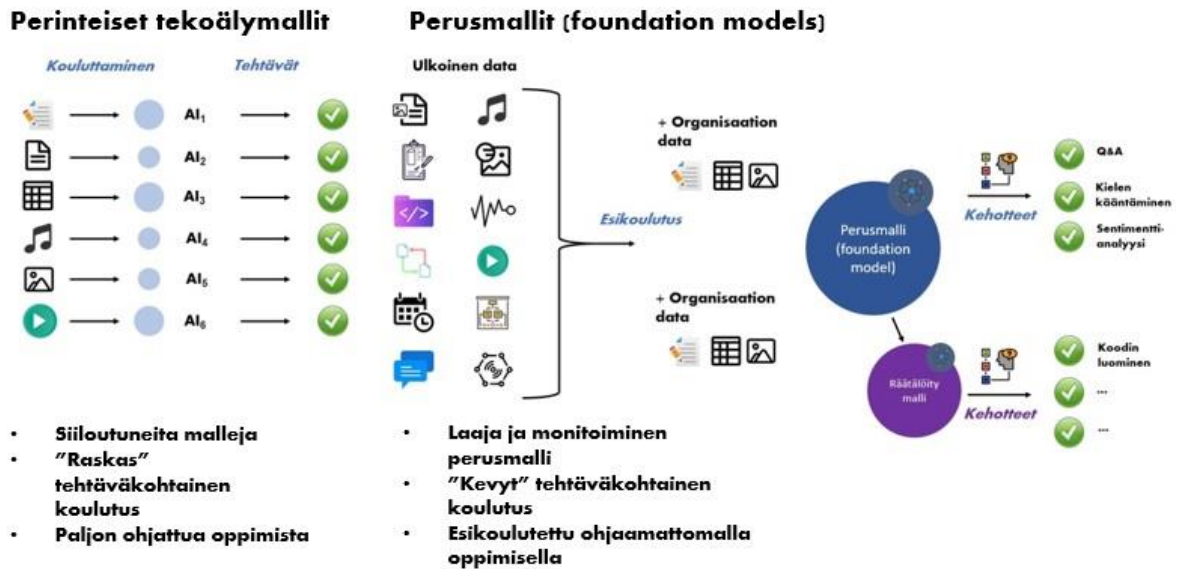 Perinteiset tekoälymallit
Kouluttaminen
Tehtävät
AI₁
AI₂
AI₃
AI₄
AI₅
AI₆
• Siiloutuneita malleja
• ”Raskas”
tehtäväkohtainen
koulutus
• Paljon ohjattua oppimista
Perusmallit (foundation models)
Ulkoinen data
</>
Esikoulutus
+ Organisaation
data
+ Organisaation
data
Perusmalli
(foundation
model)
Kehotteet
Q&A
Kielen
kääntäminen
Sentimentti-
analyysi
Räätälöity
malli
Kehotteet
Koodin
luominen
...
...
• Laaja ja monitoiminen
perusmalli
• ”Kevyt” tehtäväkohtainen
koulutus
• Esikoulutettu ohjaamattomalla
oppimisella